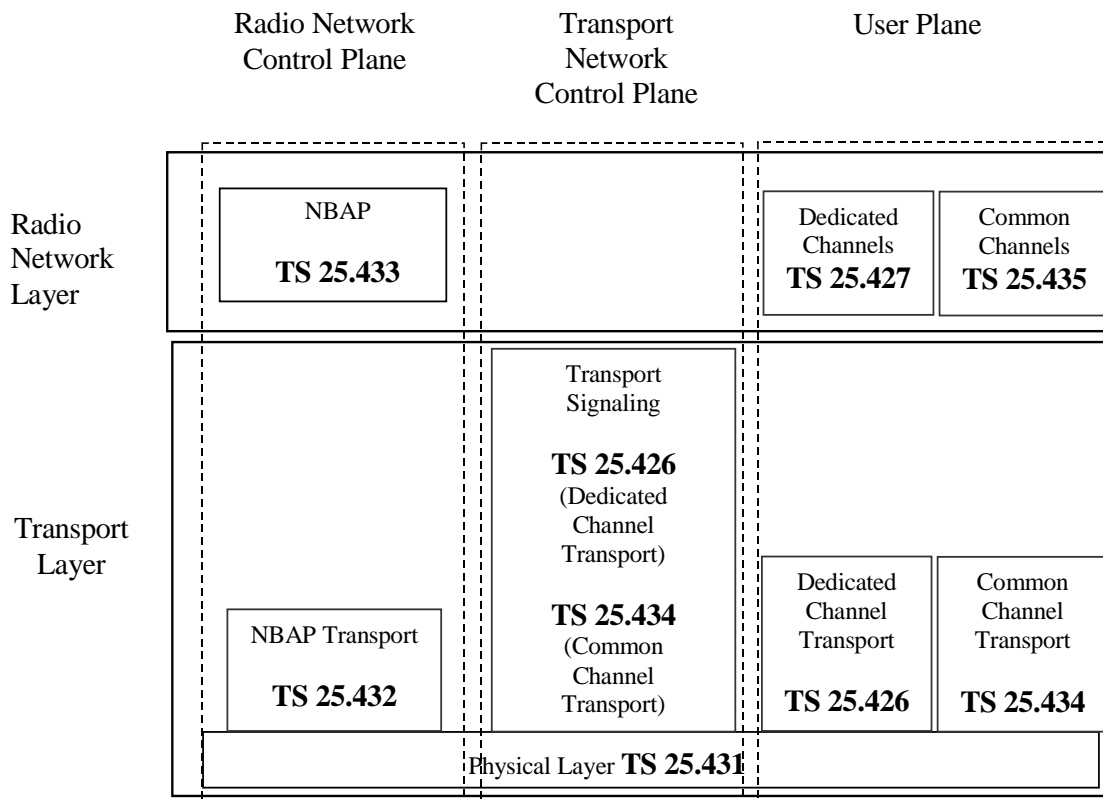 Radio Network
Control Plane
Transport
Network
Control Plane
User Plane
Radio
Network
Layer
NBAP
TS 25.433
Dedicated
Channels
TS 25.427
Common
Channels
TS 25.435
Transport
Layer
NBAP Transport
TS 25.432
Transport
Signaling
TS 25.426
(Dedicated
Channel
Transport)
TS 25.434
(Common
Channel
Transport)
Dedicated
Channel
Transport
TS 25.426
Common
Channel
Transport
TS 25.434
Physical Layer TS 25.431